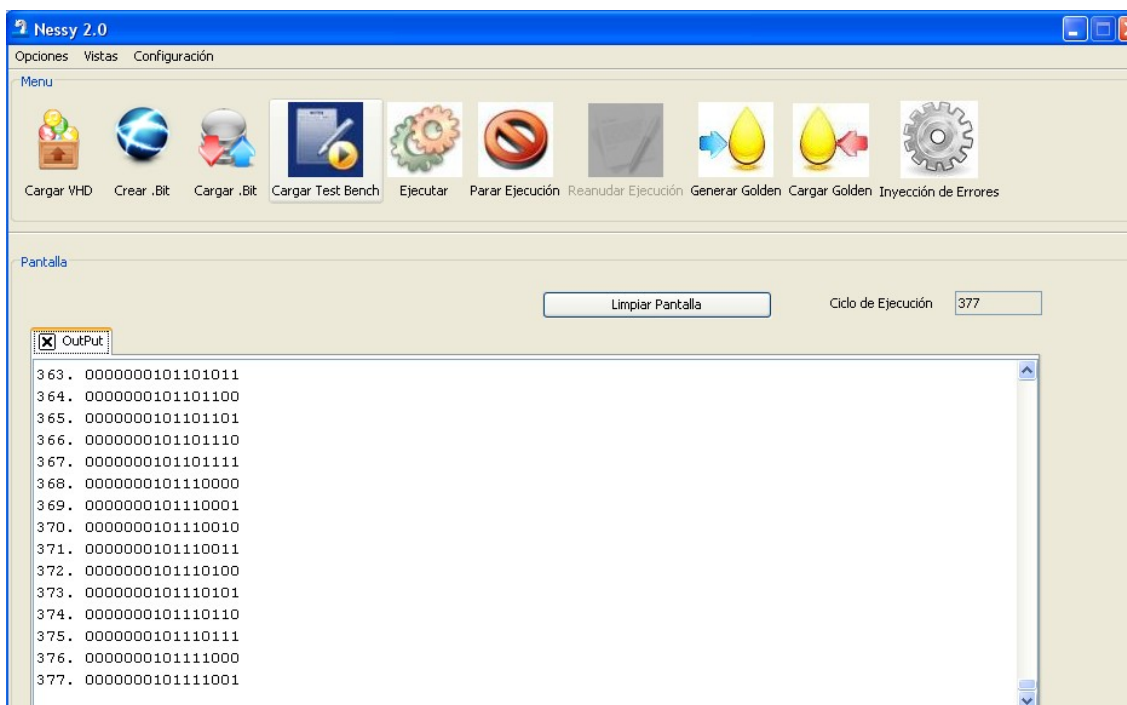 Nessy 2.0
Opciones Vistas Configuración
Menu
Cargar VHD Crear .Bit Cargar .Bit Cargar Test Bench Ejecutar Parar Ejecución Reanudar Ejecución Generar Golden Cargar Golden Inyección de Errores
Pantalla
Limpiar Pantalla Ciclo de Ejecución 377
OutPut
363. 0000000101101011
364. 0000000101101100
365. 0000000101101101
366. 0000000101101110
367. 0000000101101111
368. 0000000101110000
369. 0000000101110001
370. 0000000101110010
371. 0000000101110011
372. 0000000101110100
373. 0000000101110101
374. 0000000101110110
375. 0000000101110111
376. 0000000101111000
377. 0000000101111001